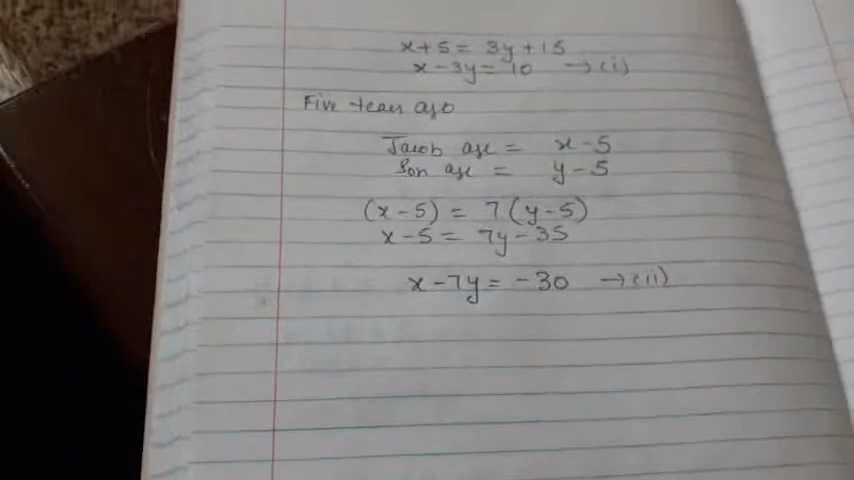 x+5 = 3y+15
x-3y = 10 → (i)
Five tears ago
Jacob age = x-5
Son age = y-5
(x-5) = 7(y-5)
x-5 = 7y-35
x-7y = -30 → (ii)